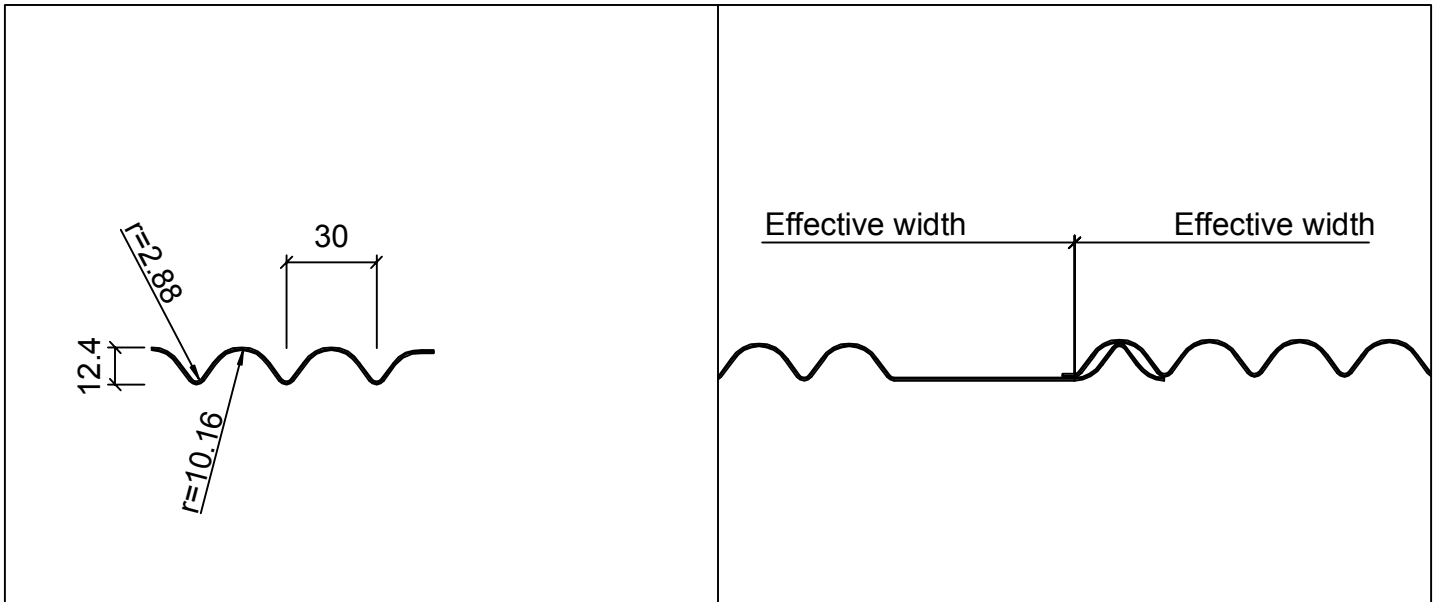 r=2.88
30
12.4
r=10.16
Effective width
Effective width